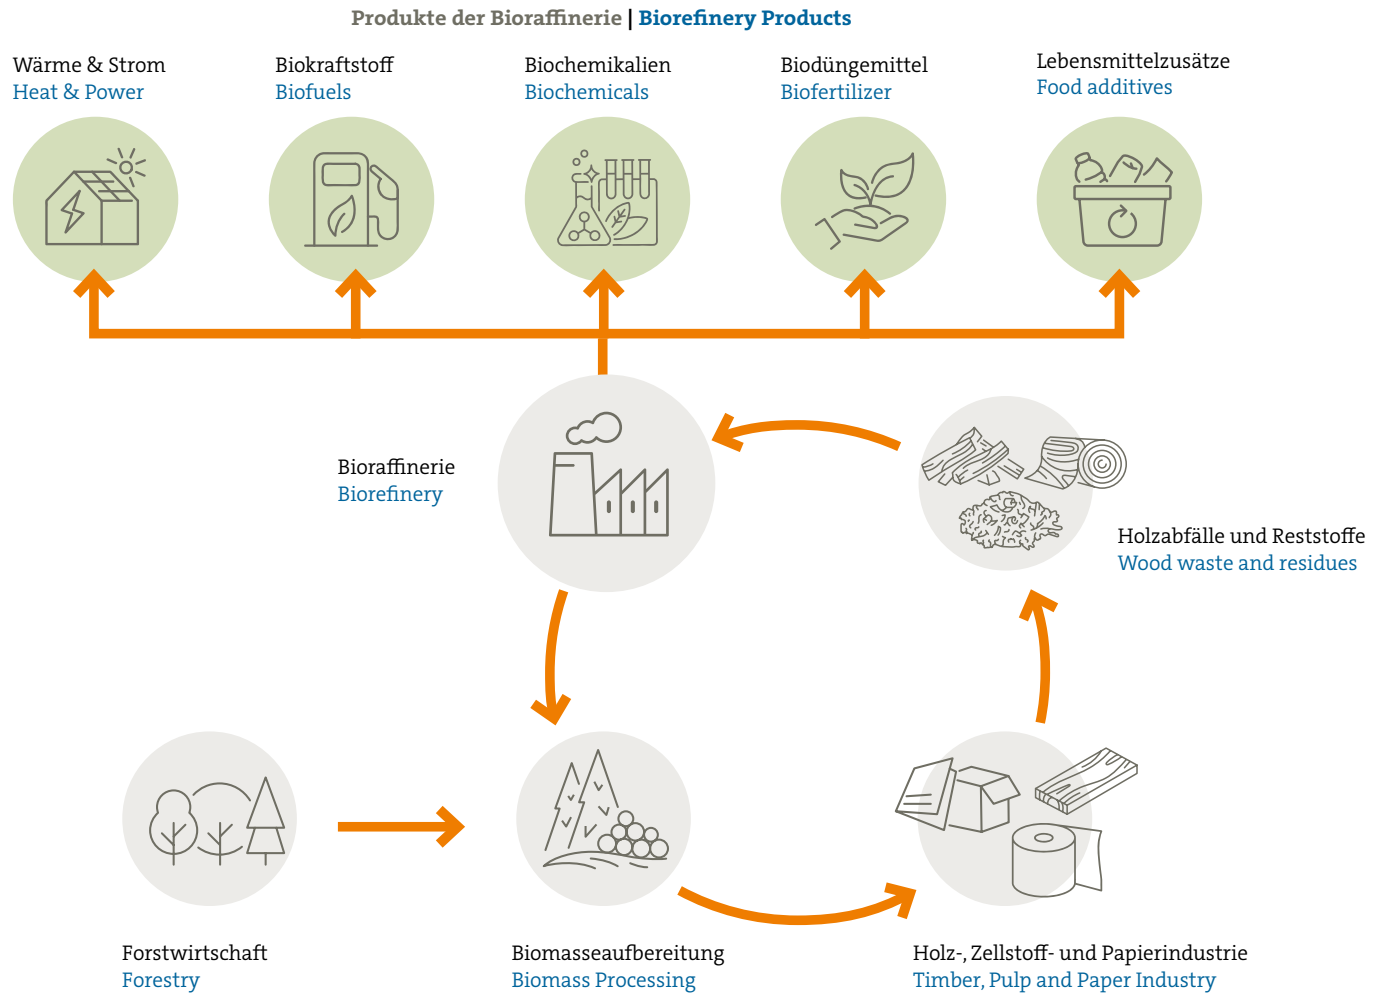 Produkte der Bioraffinerie | Biorefinery Products
Wärme & Strom
Heat & Power
Biokraftstoff
Biofuels
Biochemikalien
Biochemicals
Biodüngemittel
Biofertilizer
Lebensmittelzusätze
Food additives
Bioraffinerie
Biorefinery
Holzabfälle und Reststoffe
Wood waste and residues
Forstwirtschaft
Forestry
Biomasseaufbereitung
Biomass Processing
Holz-, Zellstoff- und Papierindustrie
Timber, Pulp and Paper Industry